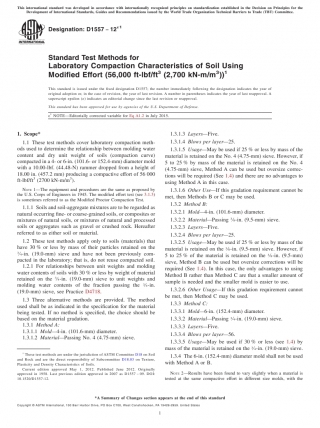 This international standard was developed in accordance with internationally recognized principles on standardization established in the Decision on Principles for the
Development of International Standards, Guides and Recommendations issued by the World Trade Organization Technical Barriers to Trade (TBT) Committee.
Designation: D1557 − 12ε1
Standard Test Methods for
Laboratory Compaction Characteristics of Soil Using
Modified Effort (56,000 ft-lbf/ft3 (2,700 kN-m/m3))1
This standard is issued under the fixed designation D1557; the number immediately following the designation indicates the year of
original adoption or, in the case of revision, the year of last revision. A number in parentheses indicates the year of last reapproval. A
superscript epsilon (ε) indicates an editorial change since the last revision or reapproval.
This standard has been approved for use by agencies of the U.S. Department of Defense.
ε1 NOTE—Editorially corrected variable for Eq A1.2 in July 2015.
1. Scope*
1.1 These test methods cover laboratory compaction methods used to determine the relationship between molding water
content and dry unit weight of soils (compaction curve)
compacted in a 4- or 6-in. (101.6- or 152.4-mm) diameter mold
with a 10.00-lbf. (44.48-N) rammer dropped from a height of
18.00 in. (457.2 mm) producing a compactive effort of 56 000
ft-lbf/ft3 (2700 kN-m/m3).
NOTE 1—The equipment and procedures are the same as proposed by
the U.S. Corps of Engineers in 1945. The modified effort test (see 3.1.3)
is sometimes referred to as the Modified Proctor Compaction Test.
1.1.1 Soils and soil-aggregate mixtures are to be regarded as
natural occurring fine- or coarse-grained soils, or composites or
mixtures of natural soils, or mixtures of natural and processed
soils or aggregates such as gravel or crushed rock. Hereafter
referred to as either soil or material.
1.2 These test methods apply only to soils (materials) that
have 30 % or less by mass of their particles retained on the
3⁄4-in. (19.0-mm) sieve and have not been previously compacted in the laboratory; that is, do not reuse compacted soil.
1.2.1 For relationships between unit weights and molding
water contents of soils with 30 % or less by weight of material
retained on the 3⁄4-in. (19.0-mm) sieve to unit weights and
molding water contents of the fraction passing the 3⁄4-in.
(19.0-mm) sieve, see Practice D4718.
1.3 Three alternative methods are provided. The method
used shall be as indicated in the specification for the material
being tested. If no method is specified, the choice should be
based on the material gradation.
1.3.1 Method A:
1.3.1.1 Mold—4-in. (101.6-mm) diameter.
1.3.1.2 Material—Passing No. 4 (4.75-mm) sieve.
1 These test methods are under the jurisdiction of ASTM Committee D18 on Soil
and Rock and are the direct responsibility of Subcommittee D18.03 on Texture,
Plasticity and Density Characteristics of Soils.
Current edition approved May 1, 2012. Published June 2012. Originally
approved in 1958. Last previous edition approved in 2007 as D1557 – 09. DOI:
10.1520/D1557-12.
1.3.1.3 Layers—Five.
1.3.1.4 Blows per layer—25.
1.3.1.5 Usage—May be used if 25 % or less by mass of the
material is retained on the No. 4 (4.75-mm) sieve. However, if
5 to 25 % by mass of the material is retained on the No. 4
(4.75-mm) sieve, Method A can be used but oversize corrections will be required (See 1.4) and there are no advantages to
using Method A in this case.
1.3.1.6 Other Use—If this gradation requirement cannot be
met, then Methods B or C may be used.
1.3.2 Method B:
1.3.2.1 Mold—4-in. (101.6-mm) diameter.
1.3.2.2 Material—Passing 3⁄8-in. (9.5-mm) sieve.
1.3.2.3 Layers—Five.
1.3.2.4 Blows per layer—25.
1.3.2.5 Usage—May be used if 25 % or less by mass of the
material is retained on the 3⁄8-in. (9.5-mm) sieve. However, if
5 to 25 % of the material is retained on the 3⁄8-in. (9.5-mm)
sieve, Method B can be used but oversize correction will be
required (See 1.4). In this case, the only advantages to using
Method B rather than Method C are that a smaller amount of
sample is needed and the smaller mold is easier to use.
1.3.2.6 Other Usage—If this gradation requirement cannot
be met, then Method C may be used.
1.3.3 Method C:
1.3.3.1 Mold—6-in. (152.4-mm) diameter.
1.3.3.2 Material—Passing 3⁄4-in. (19.0-mm) sieve.
1.3.3.3 Layers—Five.
1.3.3.4 Blows per layer—56.
1.3.3.5 Usage—May be used if 30 % or less (see 1.4) by
mass of the material is retained on the 3⁄4-in. (19.0-mm) sieve.
1.3.4 The 6-in. (152.4-mm) diameter mold shall not be used
with Method A or B.
NOTE 2—Results have been found to vary slightly when a material is
tested at the same compactive effort in different size molds, with the
*A Summary of Changes section appears at the end of this standard
1